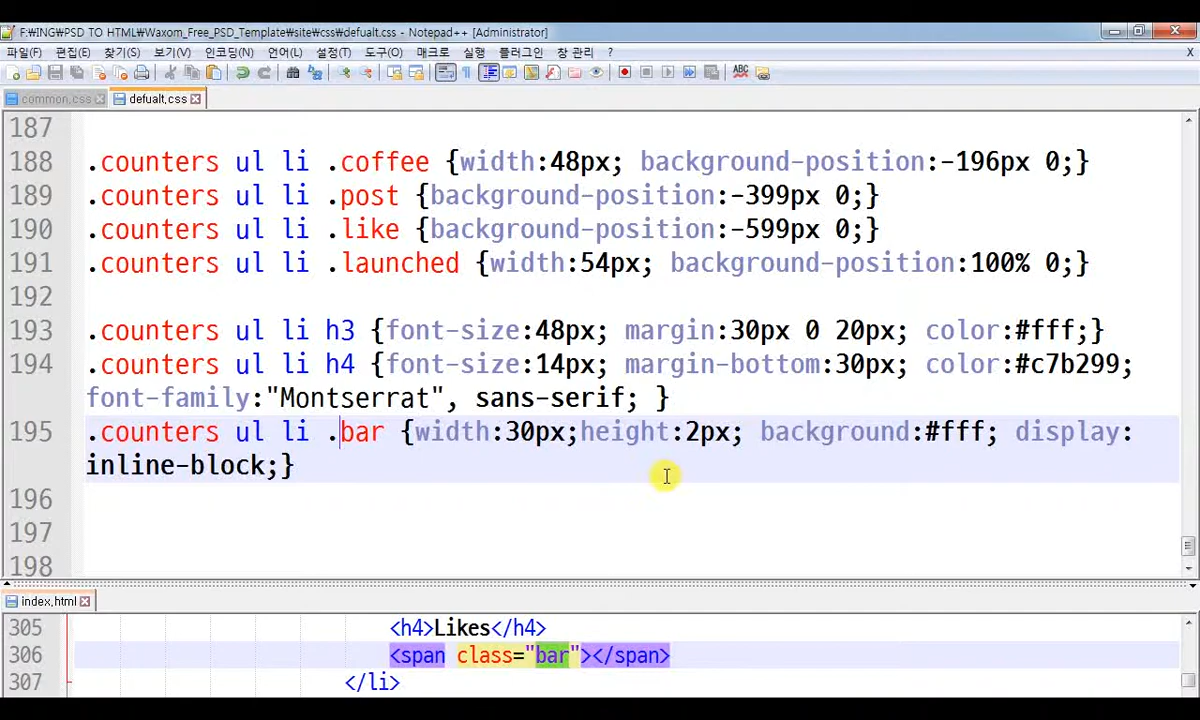 F:₩ING₩PSD TO HTML₩Waxom_Free_PSD_Template₩site₩css₩defualt.css - Notepad++ [Administrator]
파일(F) 편집(E) 찾기(S) 보기(V) 인코딩(N) 언어(L) 설정(T) 도구(O) 매크로 실행 플러그인 창 관리 ? X
common.css defualt.css
187
188 .counters ul li .coffee {width:48px; background-position:-196px 0;}
189 .counters ul li .post {background-position:-399px 0;}
190 .counters ul li .like {background-position:-599px 0;}
191 .counters ul li .launched {width:54px; background-position:100% 0;}
192
193 .counters ul li h3 {font-size:48px; margin:30px 0 20px; color:#fff;}
194 .counters ul li h4 {font-size:14px; margin-bottom:30px; color:#c7b299;
font-family:"Montserrat", sans-serif; }
195 .counters ul li .bar {width:30px;height:2px; background:#fff; display:
inline-block;}
196
197
198
index.html
305 <h4>Likes</h4>
306 <span class="bar"></span>
307 </li>